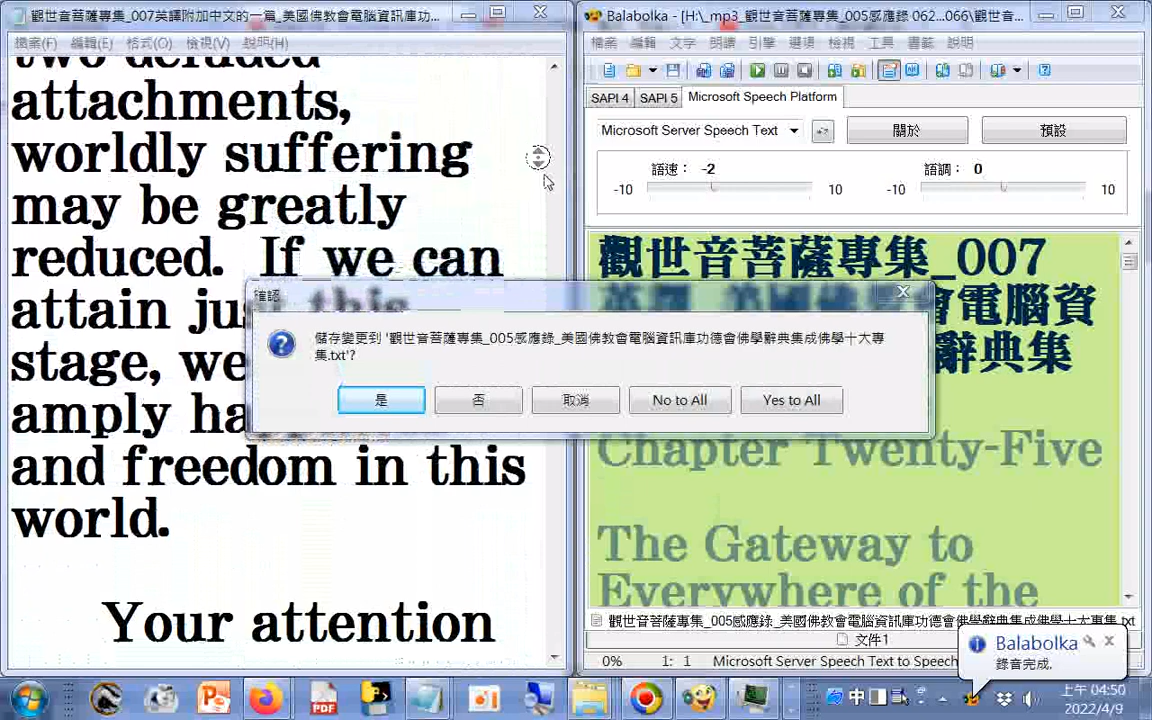 觀世音菩薩專集_007英譯附加中文的一篇_美國佛教會電腦資訊庫功...
檔案(F) 編輯(E) 格式(O) 檢視(V) 說明(H)
two deluded
attachments,
worldly suffering
may be greatly
reduced. If we can
attain just this
stage, we
amply ha
and freedom in this
world.
Your attention
Balabolka - [H:\_mp3_觀世音菩薩專集_005感應錄 062...066\觀世音...
檔案 編輯 文字 朗讀 引擎 選項 檢視 工具 書籤 說明
SAPI 4 SAPI 5 Microsoft Speech Platform
Microsoft Server Speech Text 關於 預設
語速： -2 語調： 0
-10 10 -10 10
觀世音菩薩專集_007
英譯_美國佛教會電腦資
辭典集
Chapter Twenty-Five
The Gateway to
Everywhere of the
確認
儲存變更到 '觀世音菩薩專集_005感應錄_美國佛教會電腦資訊庫功德會佛學辭典集成佛學十大專
集.txt'?
是 否 取消 No to All Yes to All
觀世音菩薩專集_005感應錄_美國佛教會電腦資訊庫功德會佛學辭典集成佛學十大專集.txt
文件1
0% 1: 1 Microsoft Server Speech Text to Speech
Balabolka
錄音完成.
PDF
中
上午 04:50
2022/4/9